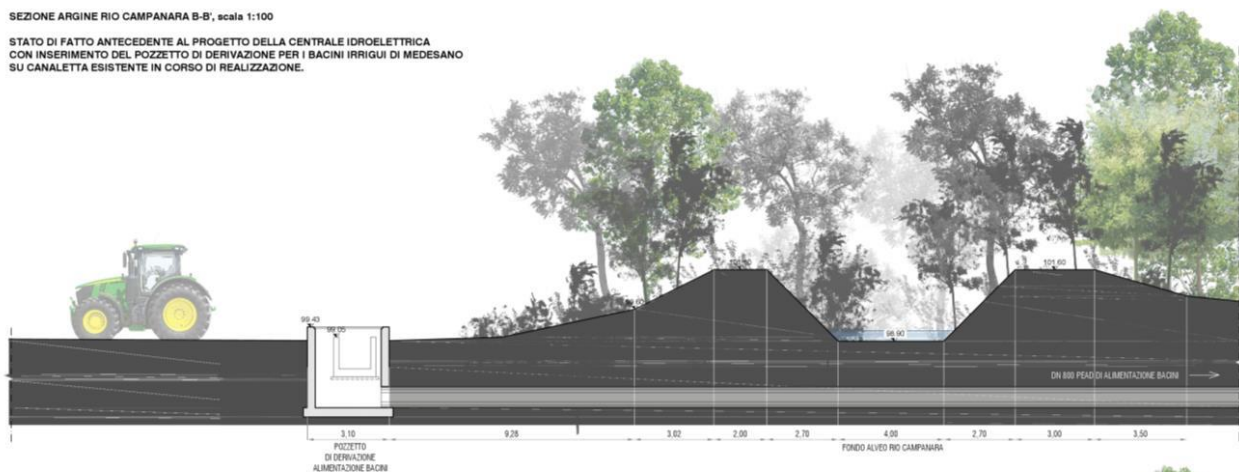 SEZIONE ARGINE RIO CAMPANARA B-B', scala 1:100
STATO DI FATTO ANTECEDENTE AL PROGETTO DELLA CENTRALE IDROELETTRICA
CON INSERIMENTO DEL POZZETTO DI DERIVAZIONE PER I BACINI IRRIGUI DI MEDESANO
SU CANALETTA ESISTENTE IN CORSO DI REALIZZAZIONE.
101.60
99.43
99.05
98.90
DN 800 PEAD DI ALIMENTAZIONE BACINI
3,10
9,28
3,02
2,00
2,70
4,00
2,70
3,00
3,50
POZZETTO
DI DERIVAZIONE
ALIMENTAZIONE BACINI
FONDO ALVEO RIO CAMPANARA